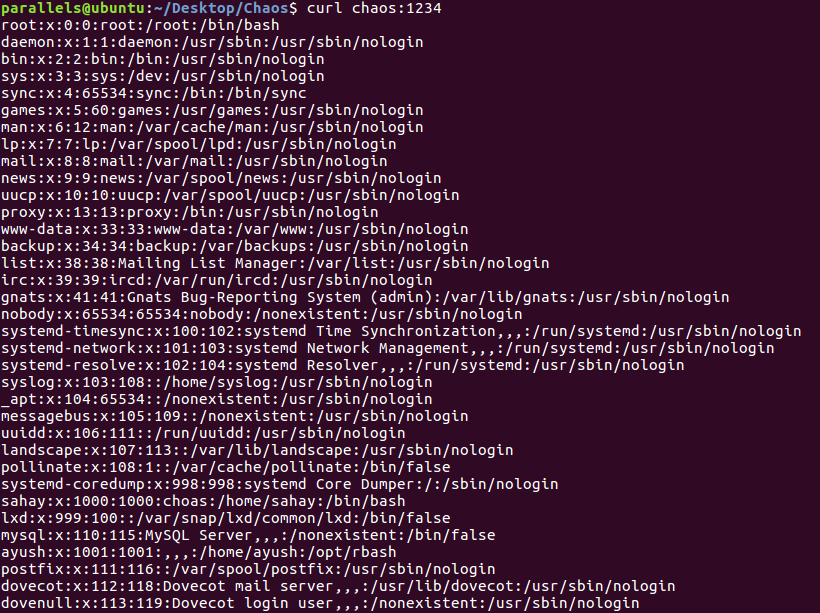 parallels@ubuntu:~/Desktop/Chaos$ curl chaos:1234
root:x:0:0:root:/root:/bin/bash
daemon:x:1:1:daemon:/usr/sbin:/usr/sbin/nologin
bin:x:2:2:bin:/bin:/usr/sbin/nologin
sys:x:3:3:sys:/dev:/usr/sbin/nologin
sync:x:4:65534:sync:/bin:/bin/sync
games:x:5:60:games:/usr/games:/usr/sbin/nologin
man:x:6:12:man:/var/cache/man:/usr/sbin/nologin
lp:x:7:7:lp:/var/spool/lpd:/usr/sbin/nologin
mail:x:8:8:mail:/var/mail:/usr/sbin/nologin
news:x:9:9:news:/var/spool/news:/usr/sbin/nologin
uucp:x:10:10:uucp:/var/spool/uucp:/usr/sbin/nologin
proxy:x:13:13:proxy:/bin:/usr/sbin/nologin
www-data:x:33:33:www-data:/var/www:/usr/sbin/nologin
backup:x:34:34:backup:/var/backups:/usr/sbin/nologin
list:x:38:38:Mailing List Manager:/var/list:/usr/sbin/nologin
irc:x:39:39:ircd:/var/run/ircd:/usr/sbin/nologin
gnats:x:41:41:Gnats Bug-Reporting System (admin):/var/lib/gnats:/usr/sbin/nologin
nobody:x:65534:65534:nobody:/nonexistent:/usr/sbin/nologin
systemd-timesync:x:100:102:systemd Time Synchronization,,,:/run/systemd:/usr/sbin/nologin
systemd-network:x:101:103:systemd Network Management,,,:/run/systemd:/usr/sbin/nologin
systemd-resolve:x:102:104:systemd Resolver,,,:/run/systemd:/usr/sbin/nologin
syslog:x:103:108::/home/syslog:/usr/sbin/nologin
_apt:x:104:65534::/nonexistent:/usr/sbin/nologin
messagebus:x:105:109::/nonexistent:/usr/sbin/nologin
uuidd:x:106:111::/run/uuidd:/usr/sbin/nologin
landscape:x:107:113::/var/lib/landscape:/usr/sbin/nologin
pollinate:x:108:1::/var/cache/pollinate:/bin/false
systemd-coredump:x:998:998:systemd Core Dumper:/:/sbin/nologin
sahay:x:1000:1000:choas:/home/sahay:/bin/bash
lxd:x:999:100::/var/snap/lxd/common/lxd:/bin/false
mysql:x:110:115:MySQL Server,,,:/nonexistent:/bin/false
ayush:x:1001:1001:,,,:/home/ayush:/opt/rbash
postfix:x:111:116::/var/spool/postfix:/usr/sbin/nologin
dovecot:x:112:118:Dovecot mail server,,,:/usr/lib/dovecot:/usr/sbin/nologin
dovenull:x:113:119:Dovecot login user,,,:/nonexistent:/usr/sbin/nologin